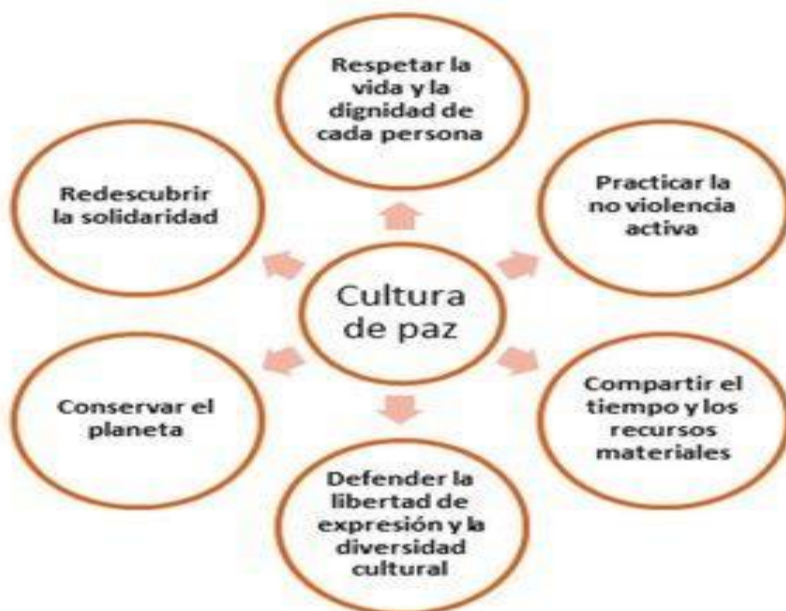 Respetar la
vida y la
dignidad de
cada persona
Redescubrir
la solidaridad
Practicar la
no violencia
activa
Cultura
de paz
Conservar el
planeta
Compartir el
tiempo y los
recursos
materiales
Defender la
libertad de
expresión y la
diversidad
cultural